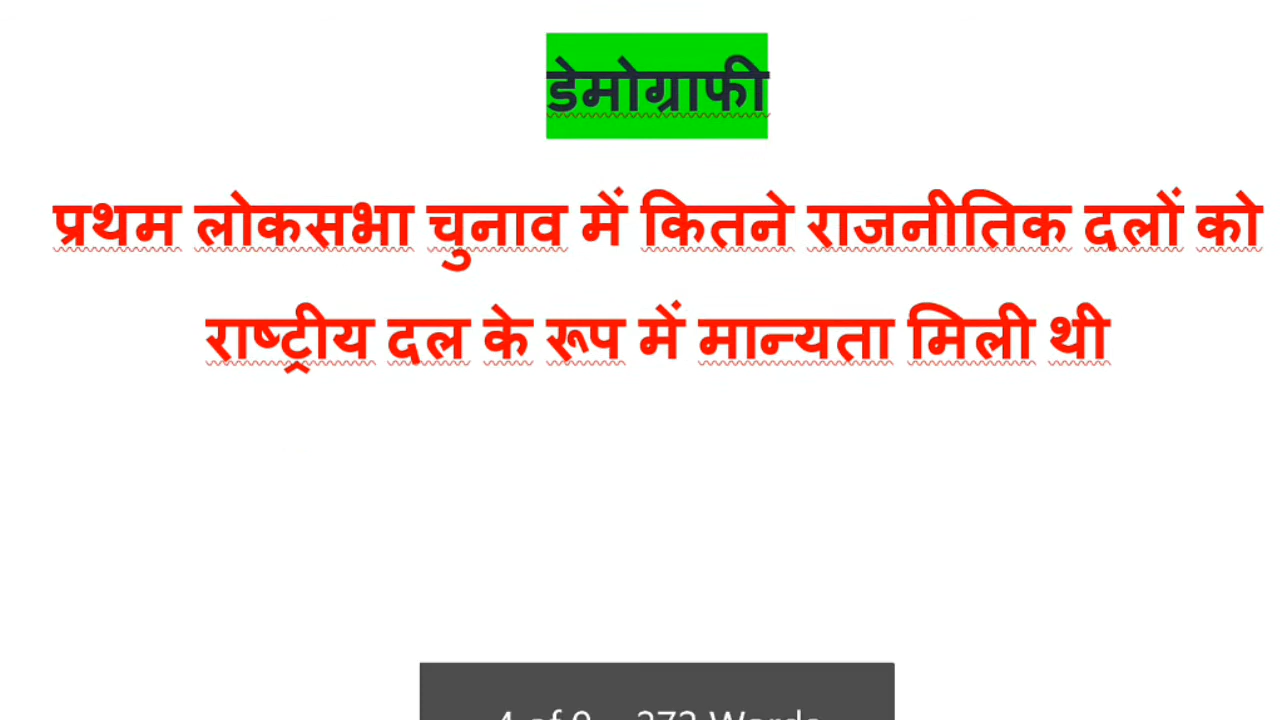 डेमोग्राफी
प्रथम लोकसभा चुनाव में कितने राजनीतिक दलों को
राष्ट्रीय दल के रूप में मान्यता मिली थी